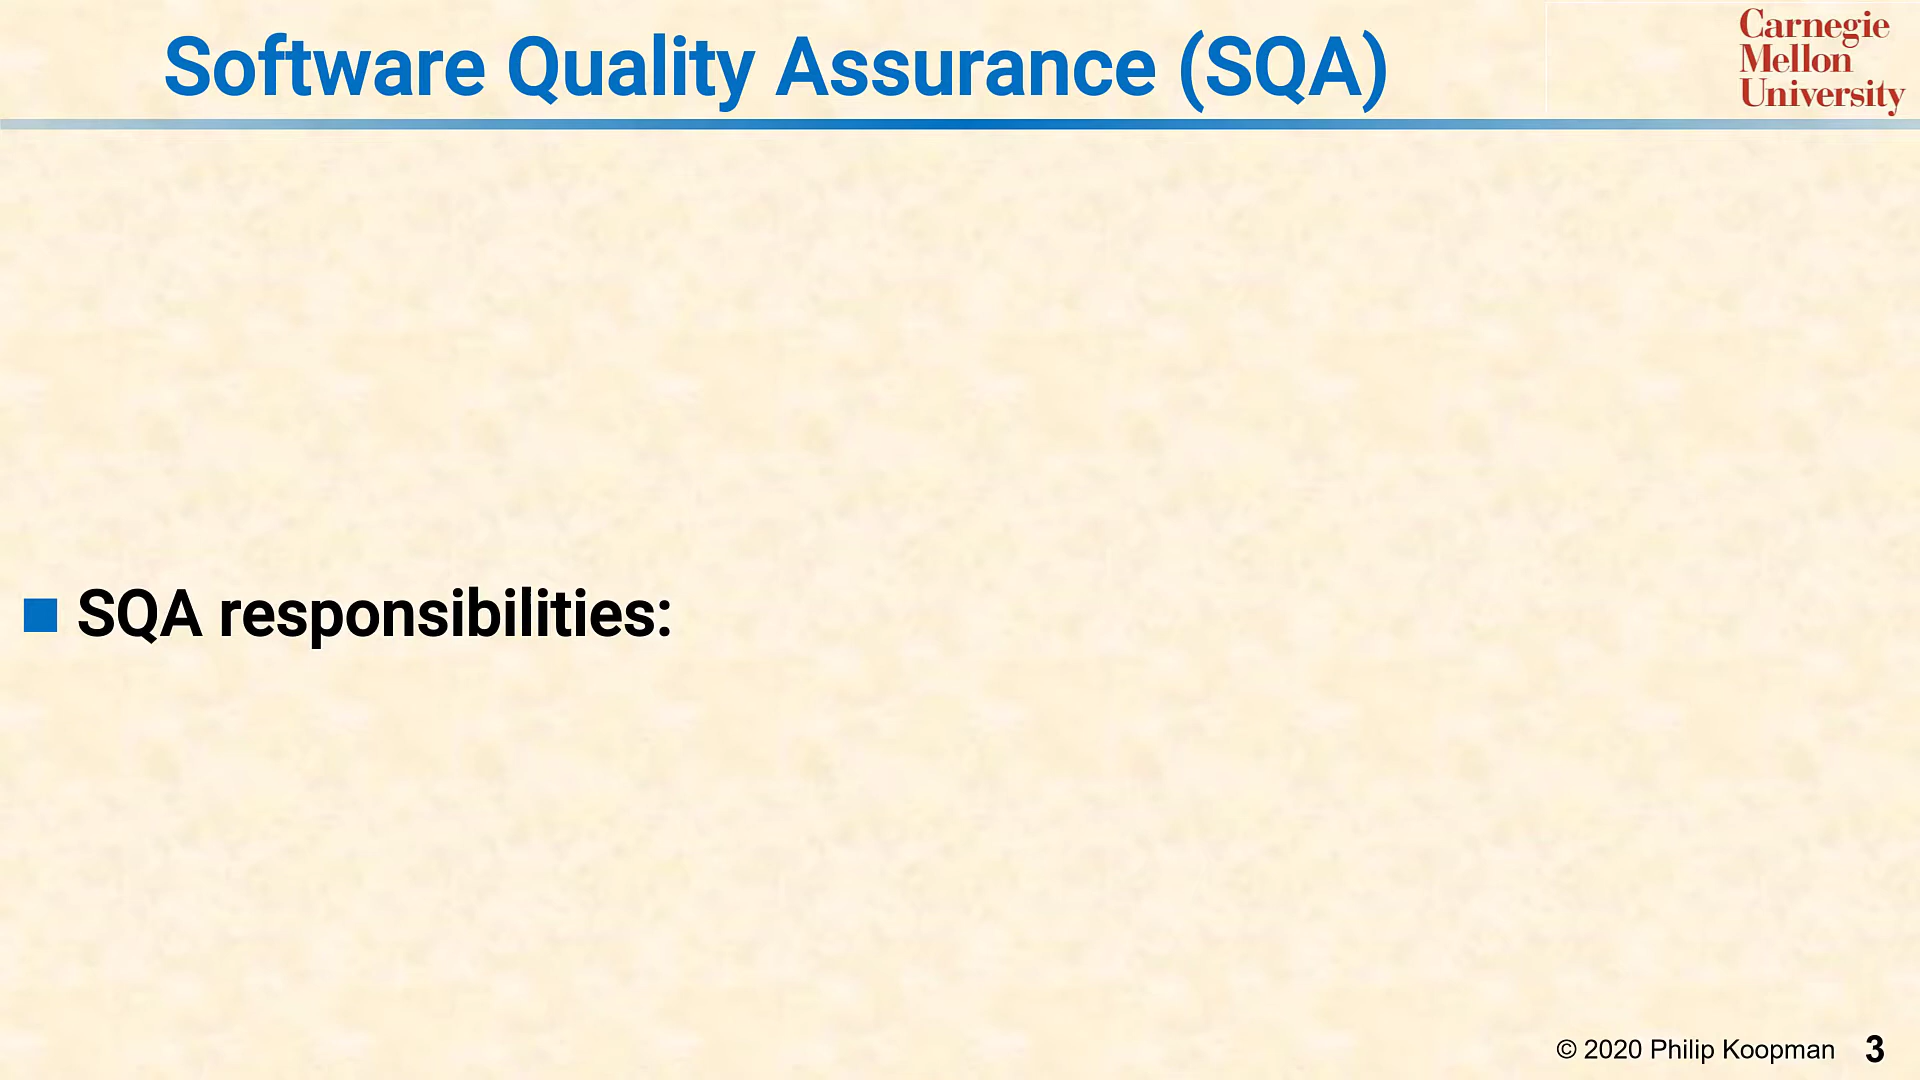 Software Quality Assurance (SQA)
Carnegie
Mellon
University
SQA responsibilities:
© 2020 Philip Koopman 3